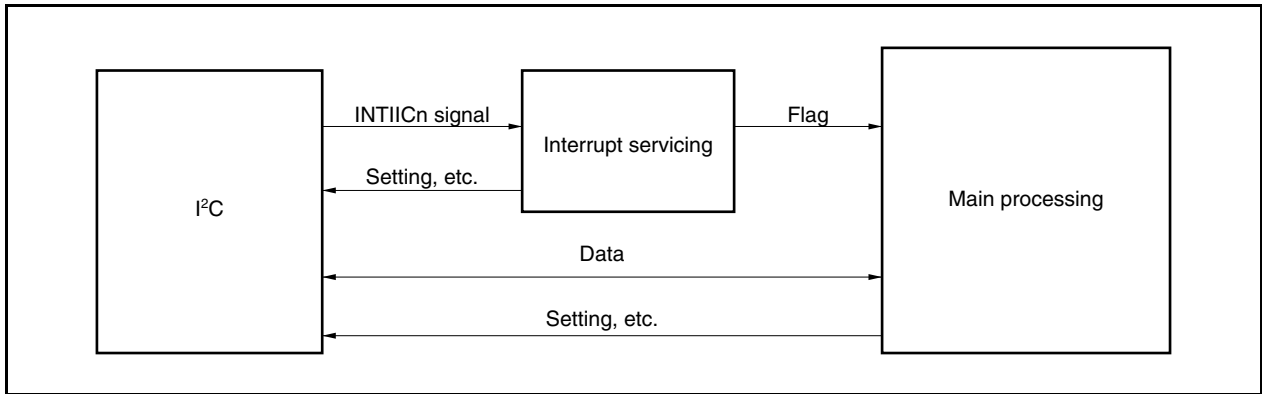 INTIICn signal
Flag
Interrupt servicing
Setting, etc.
I²C
Main processing
Data
Setting, etc.